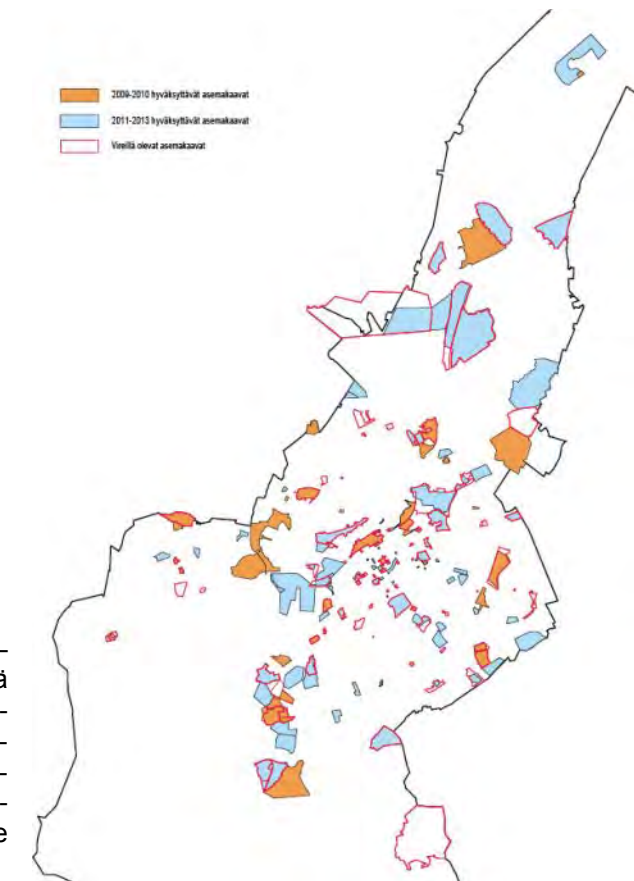 2009-2010 hyväksyttävät asemakaavat
2011-2013 hyväksyttävät asemakaavat
Vireillä olevat asemakaavat
–
ä
–
–
–
–
e